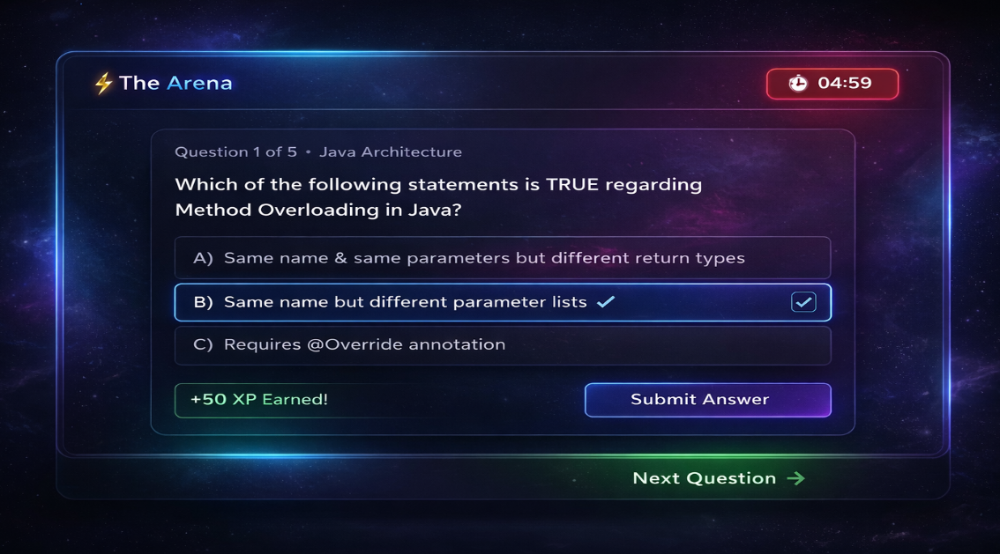 The Arena
04:59
Question 1 of 5 • Java Architecture
Which of the following statements is TRUE regarding
Method Overloading in Java?
A) Same name & same parameters but different return types
B) Same name but different parameter lists ✓
C) Requires @Override annotation
+50 XP Earned!
Submit Answer
Next Question →